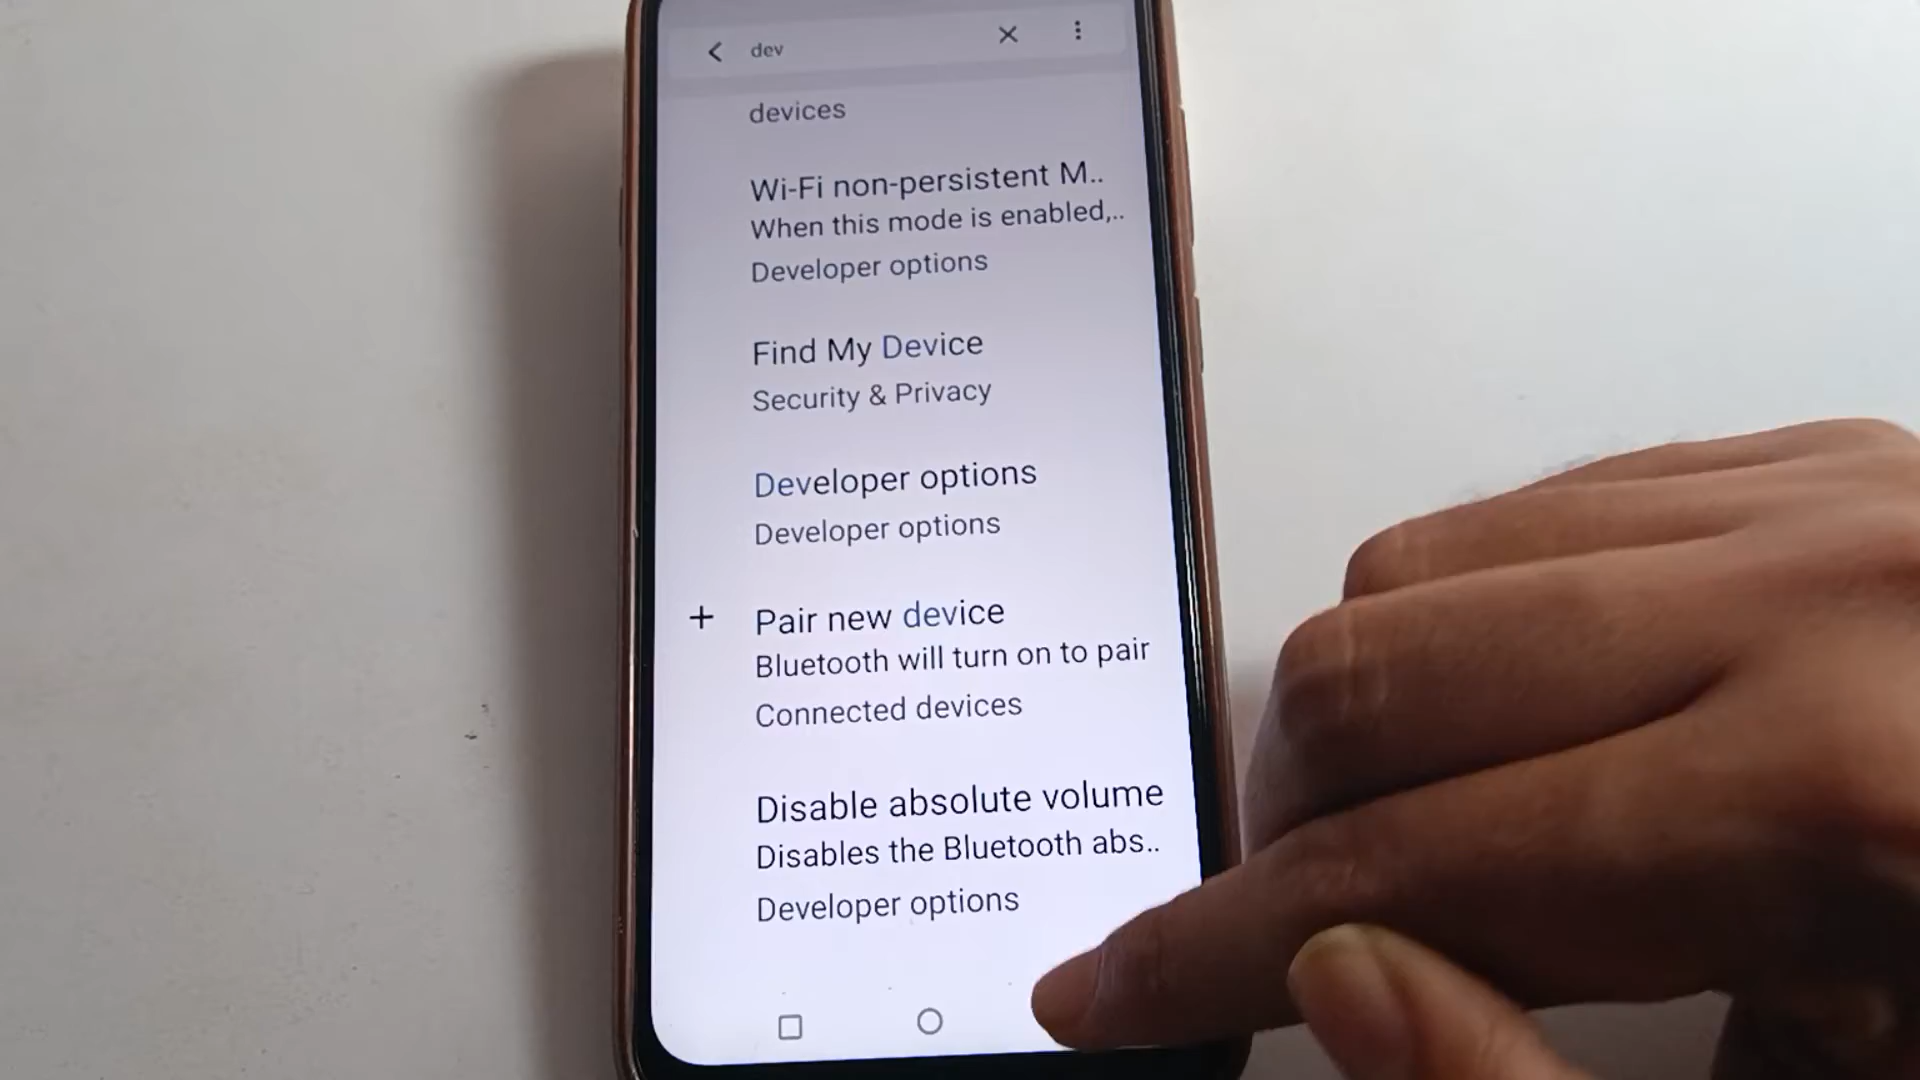 dev
devices
Wi-Fi non-persistent M..
When this mode is enabled,..
Developer options
Find My Device
Security & Privacy
Developer options
Developer options
Pair new device
Bluetooth will turn on to pair
Connected devices
Disable absolute volume
Disables the Bluetooth abs..
Developer options